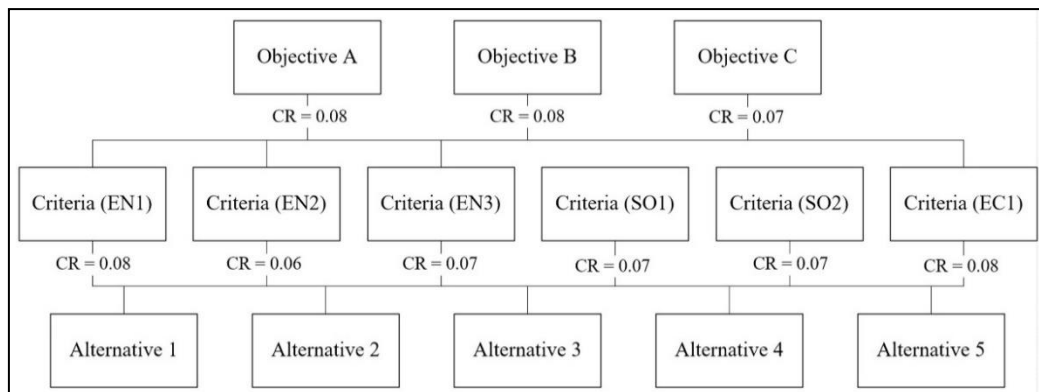 Objective A
Objective B
Objective C
CR = 0.08
CR = 0.08
CR = 0.07
Criteria (EN1)
Criteria (EN2)
Criteria (EN3)
Criteria (SO1)
Criteria (SO2)
Criteria (EC1)
CR = 0.08
CR = 0.06
CR = 0.07
CR = 0.07
CR = 0.07
CR = 0.08
Alternative 1
Alternative 2
Alternative 3
Alternative 4
Alternative 5